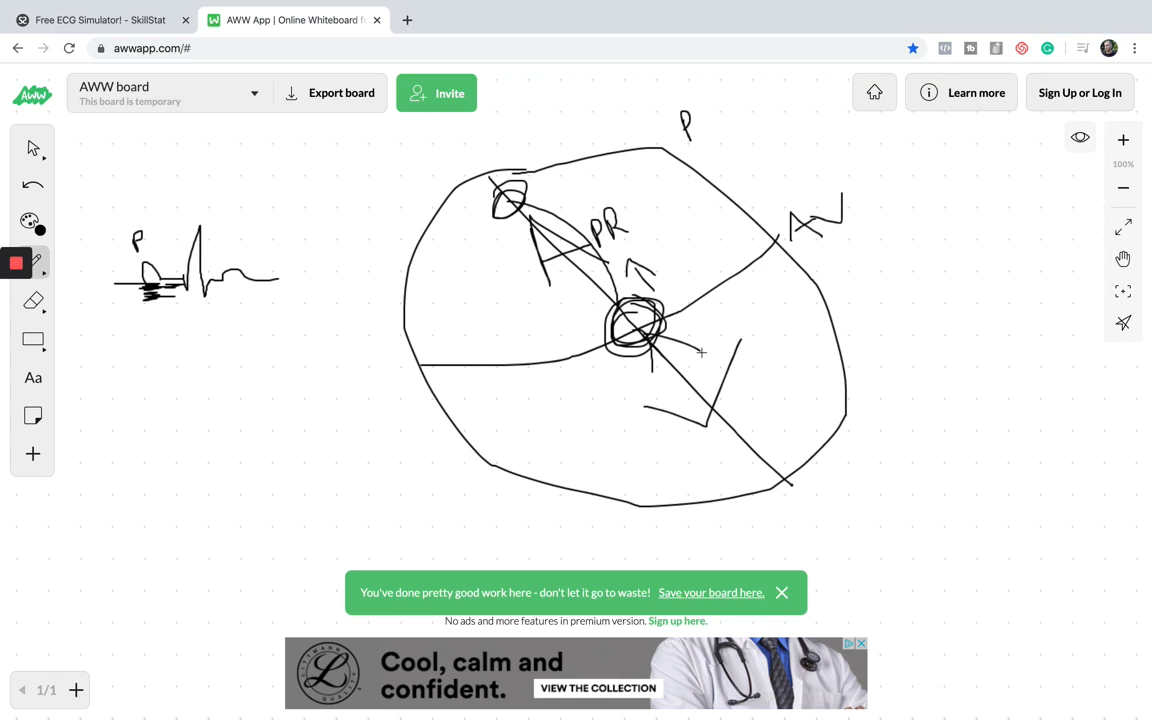 Free ECG Simulator! - SkillStat
AWW App | Online Whiteboard fo
awwapp.com/#
AWW
AWW board
This board is temporary
Export board
Invite
Learn more
Sign Up or Log In
100%
P
AV
PR
P
Aa
You've done pretty good work here - don't let it go to waste! Save your board here.
No ads and more features in premium version. Sign up here.
Cool, calm and
confident.
VIEW THE COLLECTION
1/1